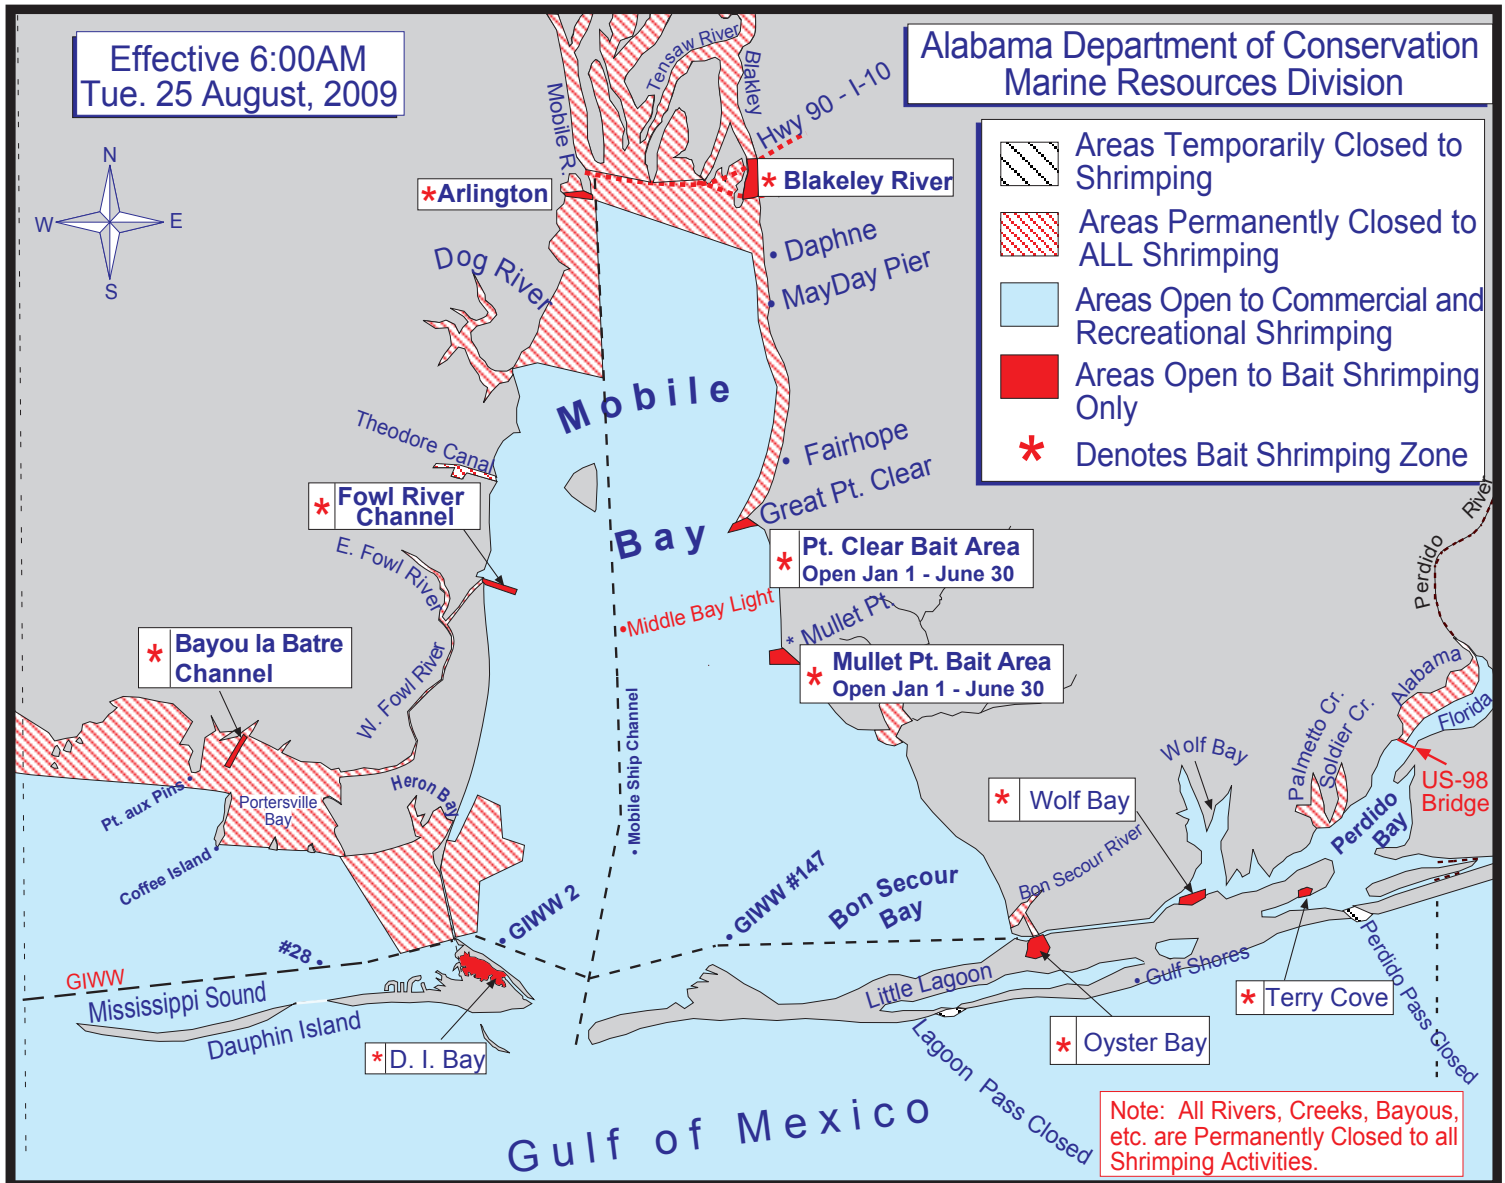 Effective 6:00AM
Tue. 25 August, 2009
Alabama Department of Conservation
Marine Resources Division
Areas Temporarily Closed to
Shrimping
Areas Permanently Closed to
ALL Shrimping
Areas Open to Commercial and
Recreational Shrimping
Areas Open to Bait Shrimping
Only
* Denotes Bait Shrimping Zone
N
W
E
S
Mobile R.
Tensaw River
Blakley
Hwy 90 - I-10
*Arlington
* Blakeley River
Dog River
• Daphne
• MayDay Pier
Mobile
Bay
Theodore Canal
• Fairhope
Great Pt. Clear
* Fowl River
Channel
E. Fowl River
* Pt. Clear Bait Area
Open Jan 1 - June 30
•Middle Bay Light
* Mullet Pt.
* Mullet Pt. Bait Area
Open Jan 1 - June 30
* Bayou la Batre
Channel
W. Fowl River
• Mobile Ship Channel
Perdido
River
Alabama
Florida
US-98
Bridge
Palmetto Cr.
Soldier Cr.
Wolf Bay
Perdido
Bay
* Wolf Bay
Heron Bay
Pt. aux Pins •
Portersville
Bay
Coffee Island •
Bon Secour River
• GIWW 2
• GIWW #147
Bon Secour
Bay
#28 •
GIWW
Mississippi Sound
Dauphin Island
* D. I. Bay
Little Lagoon
• Gulf Shores
* Terry Cove
* Oyster Bay
Lagoon Pass Closed
Perdido Pass Closed
Gulf of Mexico
Note: All Rivers, Creeks, Bayous,
etc. are Permanently Closed to all
Shrimping Activities.